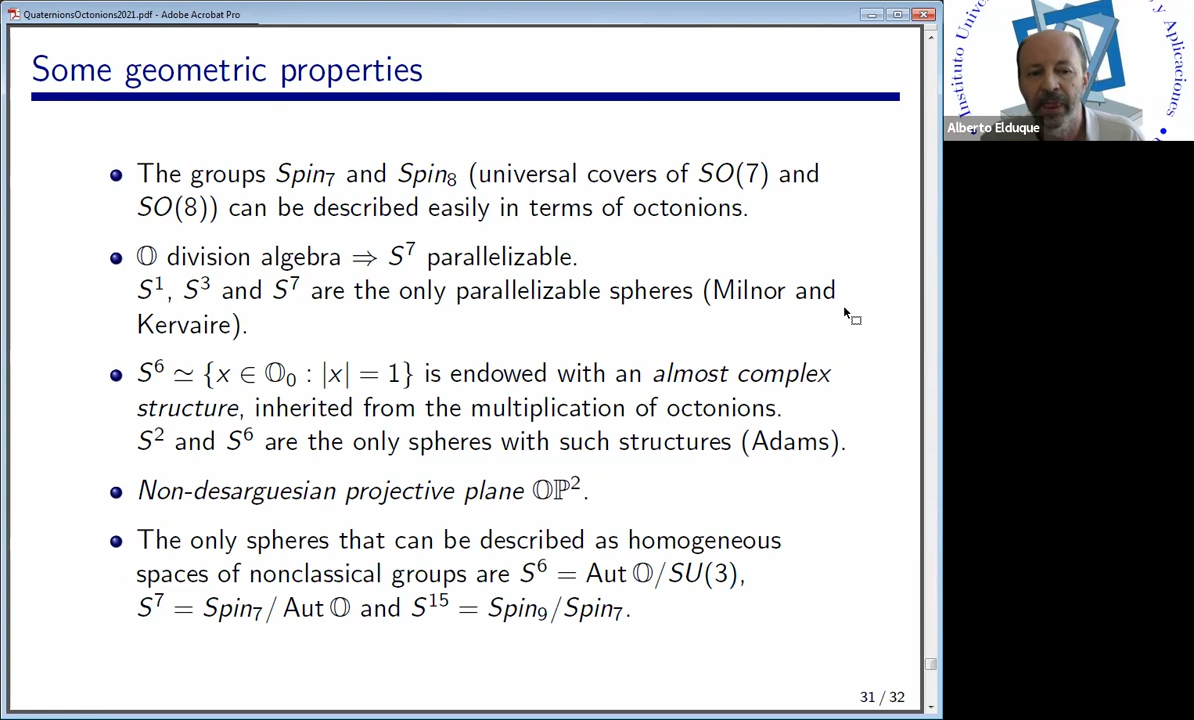 QuaternionsOctonions2021.pdf - Adobe Acrobat Pro
Some geometric properties
• The groups Spin₇ and Spin₈ (universal covers of SO(7) and
SO(8)) can be described easily in terms of octonions.
• 𝕆 division algebra ⇒ S⁷ parallelizable.
S¹, S³ and S⁷ are the only parallelizable spheres (Milnor and
Kervaire).
• S⁶ ≃ {x ∈ 𝕆₀ : |x| = 1} is endowed with an almost complex
structure, inherited from the multiplication of octonions.
S² and S⁶ are the only spheres with such structures (Adams).
• Non-desarguesian projective plane 𝕆ℙ².
• The only spheres that can be described as homogeneous
spaces of nonclassical groups are S⁶ = Aut 𝕆/SU(3),
S⁷ = Spin₇/ Aut 𝕆 and S¹⁵ = Spin₉/Spin₇.
31 / 32
Instituto
y Aplicaciones
Alberto Elduque